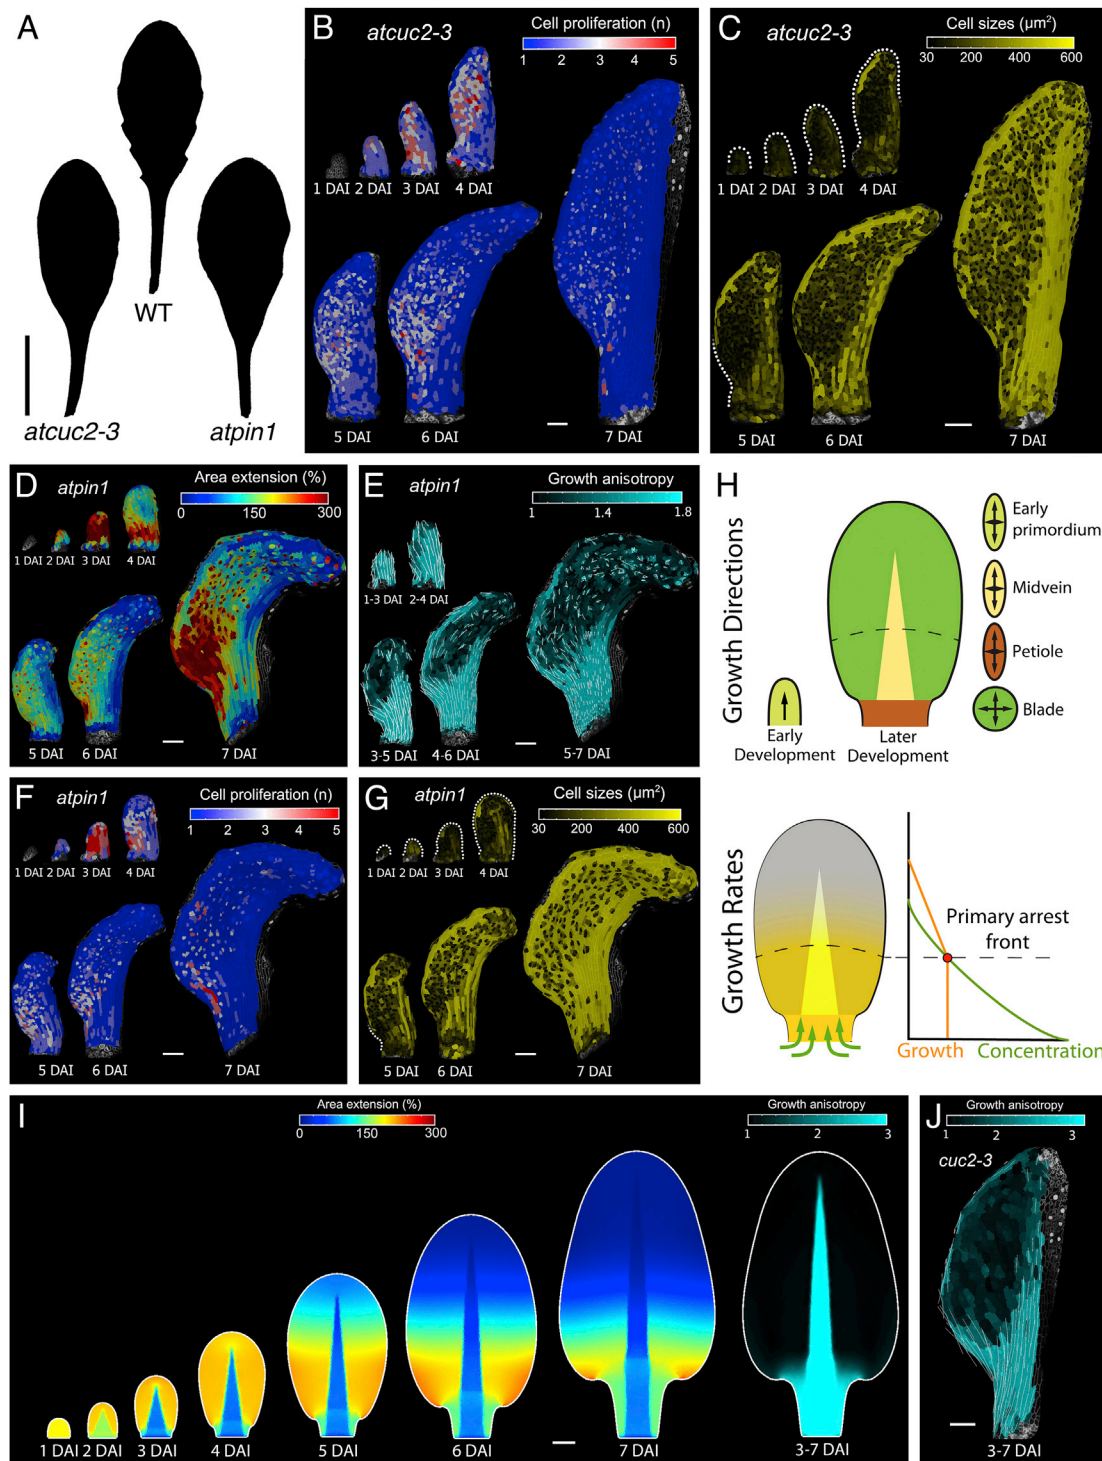 A
WT
atcuc2-3
atpin1
B
atcuc2-3
Cell proliferation (n)
1 2 3 4 5
1 DAI 2 DAI 3 DAI 4 DAI
5 DAI 6 DAI 7 DAI
C
atcuc2-3
Cell sizes (µm²)
30 200 400 600
1 DAI 2 DAI 3 DAI 4 DAI
5 DAI 6 DAI 7 DAI
D
atpin1
Area extension (%)
0 150 300
1 DAI 2 DAI 3 DAI 4 DAI
5 DAI 6 DAI 7 DAI
E
atpin1
Growth anisotropy
1 1.4 1.8
1-3 DAI 2-4 DAI
3-5 DAI 4-6 DAI 5-7 DAI
F
atpin1
Cell proliferation (n)
1 2 3 4 5
1 DAI 2 DAI 3 DAI 4 DAI
5 DAI 6 DAI 7 DAI
G
atpin1
Cell sizes (µm²)
30 200 400 600
1 DAI 2 DAI 3 DAI 4 DAI
5 DAI 6 DAI 7 DAI
H
Growth Directions
Early
primordium
Midvein
Petiole
Blade
Early
Development
Later
Development
Growth Rates
Primary arrest
front
Growth Concentration
I
Area extension (%)
0 150 300
Growth anisotropy
1 2 3
1 DAI 2 DAI 3 DAI 4 DAI 5 DAI 6 DAI 7 DAI 3-7 DAI
J
Growth anisotropy
1 2 3
cuc2-3
3-7 DAI